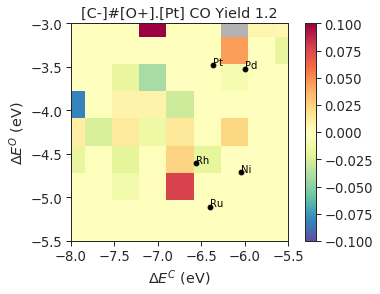 [C-]#[O+].[Pt] CO Yield 1.2
−3.0
−3.5
−4.0
−4.5
−5.0
−5.5
ΔE^O (eV)
Pt
Pd
Rh
Ni
Ru
−8.0 −7.5 −7.0 −6.5 −6.0 −5.5
ΔE^C (eV)
0.100
0.075
0.050
0.025
0.000
−0.025
−0.050
−0.075
−0.100